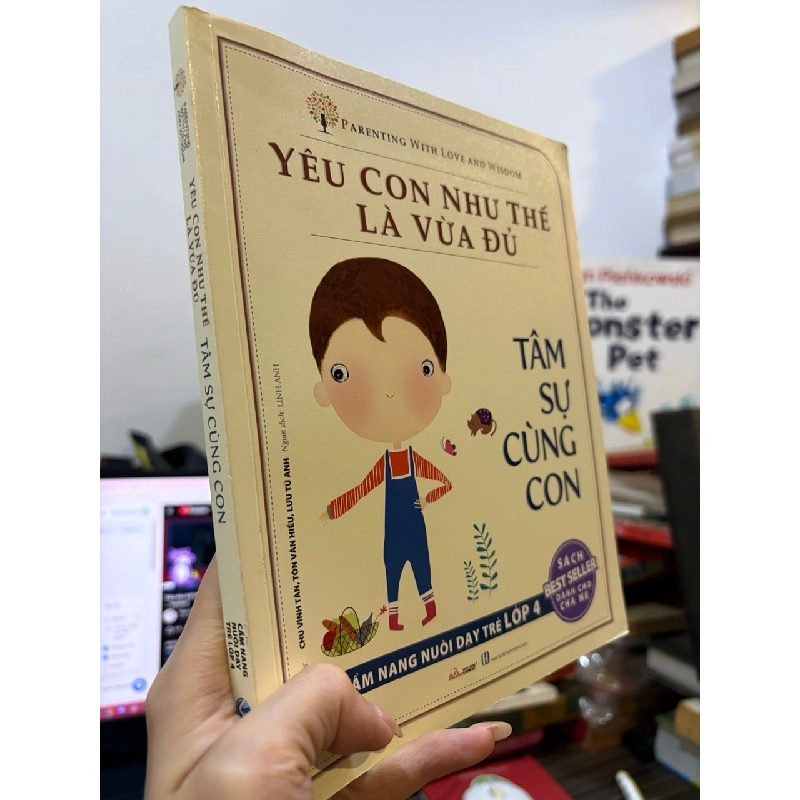 PARENTING WITH LOVE AND WISDOM
YÊU CON NHƯ THẾ
LÀ VỪA ĐỦ
TÂM
SỰ
CÙNG
CON
CHU VĨNH TÂN, TÔN VĂN HIẾU, LƯU TÚ ANH
Người dịch: LINH ANH
SÁCH
BEST SELLER
DÀNH CHO
CHA MẸ
CẨM NANG NUÔI DẠY TRẺ LỚP 4
YÊU CON NHƯ THẾ
LÀ VỪA ĐỦ
TÂM SỰ CÙNG CON
CẨM NANG
NUÔI DẠY
TRẺ LỚP 4
The
Monster
Pet